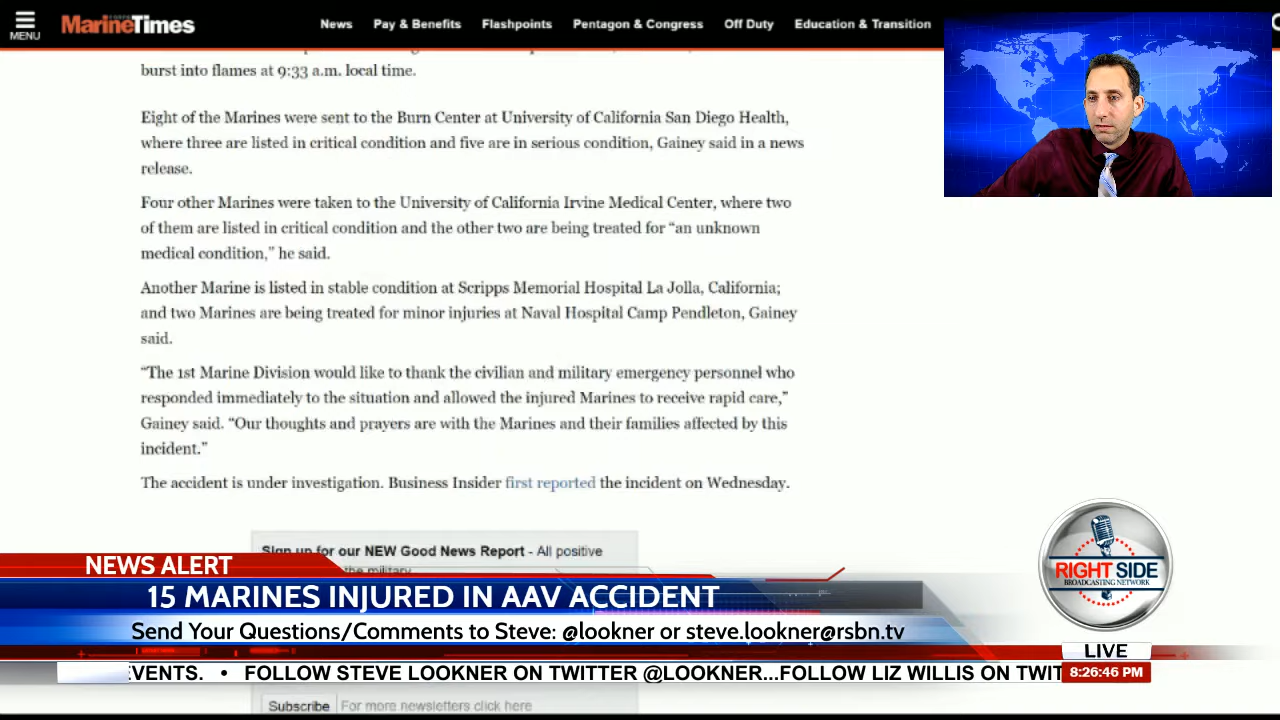 MENU
MarineTimes
News
Pay & Benefits
Flashpoints
Pentagon & Congress
Off Duty
Education & Transition
burst into flames at 9:33 a.m. local time.
Eight of the Marines were sent to the Burn Center at University of California San Diego Health,
where three are listed in critical condition and five are in serious condition, Gainey said in a news
release.
Four other Marines were taken to the University of California Irvine Medical Center, where two
of them are listed in critical condition and the other two are being treated for “an unknown
medical condition,” he said.
Another Marine is listed in stable condition at Scripps Memorial Hospital La Jolla, California;
and two Marines are being treated for minor injuries at Naval Hospital Camp Pendleton, Gainey
said.
“The 1st Marine Division would like to thank the civilian and military emergency personnel who
responded immediately to the situation and allowed the injured Marines to receive rapid care,”
Gainey said. “Our thoughts and prayers are with the Marines and their families affected by this
incident.”
The accident is under investigation. Business Insider first reported the incident on Wednesday.
Sign up for our NEW Good News Report - All positive
the military
NEWS ALERT
15 MARINES INJURED IN AAV ACCIDENT
Send Your Questions/Comments to Steve: @lookner or steve.lookner@rsbn.tv
RIGHT SIDE
BROADCASTING NETWORK
LIVE
8:26:46 PM
EVENTS. • FOLLOW STEVE LOOKNER ON TWITTER @LOOKNER...FOLLOW LIZ WILLIS ON TWIT
Subscribe
For more newsletters click here